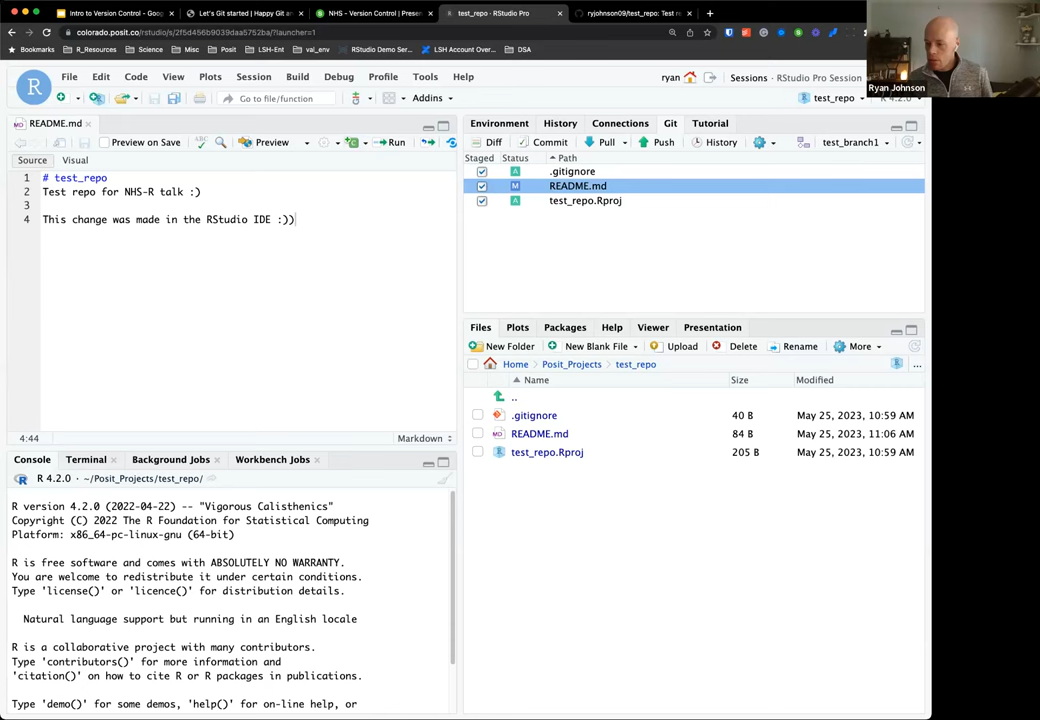 Intro to Version Control - Goog
Let's Git started | Happy Git an
NHS - Version Control | Presen
test_repo - RStudio Pro
ryjohnson09/test_repo: Test re
colorado.posit.co/rstudio/s/2f5d456b9039daa5752ba/?launcher=1
Bookmarks
R_Resources
Science
Misc
Posit
LSH-Ent
val_env
RStudio Demo Ser...
LSH Account Over...
DSA
Ryan Johnson
File Edit Code View Plots Session Build Debug Profile Tools Help
ryan
Sessions - RStudio Pro Session
Go to file/function
Addins
test_repo
R 4.2.0
README.md
Preview on Save
Preview
Run
Source Visual
1 # test_repo
2 Test repo for NHS-R talk :)
3
4 This change was made in the RStudio IDE :))
4:44
Markdown
Environment History Connections Git Tutorial
Diff Commit Pull Push History test_branch1
Staged Status Path
A .gitignore
M README.md
A test_repo.Rproj
Files Plots Packages Help Viewer Presentation
New Folder New Blank File Upload Delete Rename More
Home Posit_Projects test_repo
Name Size Modified
..
.gitignore 40 B May 25, 2023, 10:59 AM
README.md 84 B May 25, 2023, 11:06 AM
test_repo.Rproj 205 B May 25, 2023, 10:59 AM
Console Terminal Background Jobs Workbench Jobs
R 4.2.0 · ~/Posit_Projects/test_repo/
R version 4.2.0 (2022-04-22) -- "Vigorous Calisthenics"
Copyright (C) 2022 The R Foundation for Statistical Computing
Platform: x86_64-pc-linux-gnu (64-bit)
R is free software and comes with ABSOLUTELY NO WARRANTY.
You are welcome to redistribute it under certain conditions.
Type 'license()' or 'licence()' for distribution details.
Natural language support but running in an English locale
R is a collaborative project with many contributors.
Type 'contributors()' for more information and
'citation()' on how to cite R or R packages in publications.
Type 'demo()' for some demos, 'help()' for on-line help, or